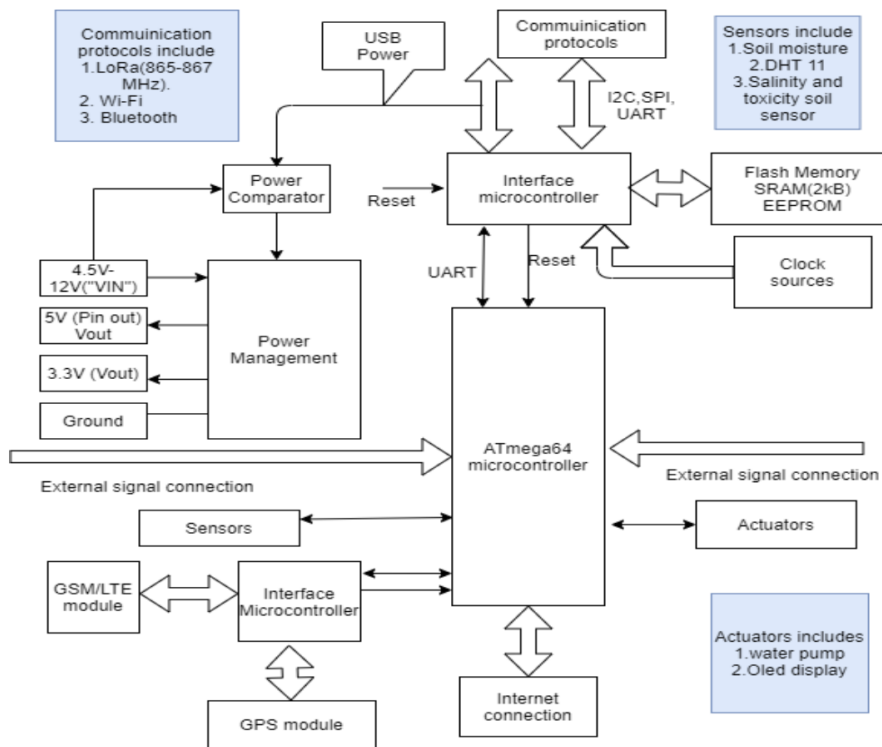 Communication
protocols include
1.LoRa(865-867
MHz).
2. Wi-Fi
3. Bluetooth
USB
Power
Commuinication
protocols
Sensors include
1.Soil moisture
2.DHT 11
3.Salinity and
toxicity soil
sensor
I2C,SPI,
UART
Power
Comparator
Reset
Interface
microcontroller
Flash Memory
SRAM(2kB)
EEPROM
UART
Reset
Clock
sources
4.5V-
12V("VIN")
5V (Pin out)
Vout
3.3V (Vout)
Ground
Power
Management
ATmega64
microcontroller
External signal connection
External signal connection
Sensors
Actuators
GSM/LTE
module
Interface
Microcontroller
GPS module
Internet
connection
Actuators includes
1.water pump
2.Oled display